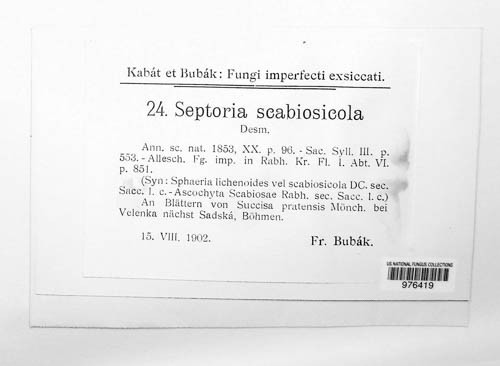 Kabát et Bubák: Fungi imperfecti exsiccati.
24. Septoria scabiosicola
Desm.
Ann. sc. nat. 1853, XX. p. 96. - Sac. Syll. III. p.
553. - Allesch. Fg. imp. in Rabh. Kr. Fl. I. Abt. VI.
p. 851.
(Syn: Sphaeria lichenoides vel scabiosicola DC. sec.
Sacc. l. c. - Ascochyta Scabiosae Rabh. sec. Sacc. l. c.)
An Blättern von Succisa pratensis Mönch. bei
Velenka nächst Sadská, Böhmen.
15. VIII. 1902. Fr. Bubák.
US NATIONAL FUNGUS COLLECTIONS
976419